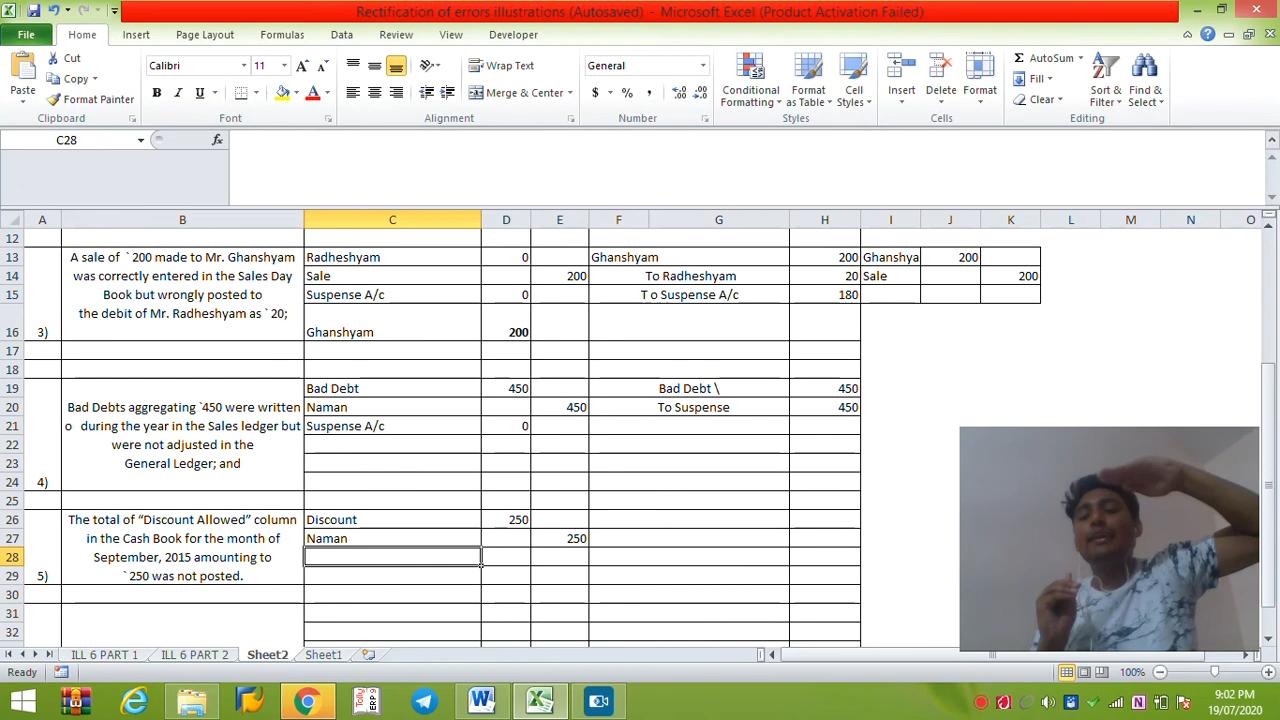 Rectification of errors illustrations (Autosaved) - Microsoft Excel (Product Activation Failed)
File Home Insert Page Layout Formulas Data Review View Developer
Paste Cut Copy Format Painter Clipboard
Calibri 11 A A B I U A Font
Wrap Text Merge & Center Alignment
General $ % , Number
Conditional Formatting Format as Table Cell Styles Styles
Insert Delete Format Cells
AutoSum Fill Clear Sort & Filter Find & Select Editing
C28 fx
A B C D E F G H I J K L M N O
12
13 A sale of `200 made to Mr. Ghanshyam Radheshyam 0 Ghanshyam 200 Ghanshya 200
14 was correctly entered in the Sales Day Sale 200 To Radheshyam 20 Sale 200
15 Book but wrongly posted to Suspense A/c 0 T o Suspense A/c 180
the debit of Mr. Radheshyam as `20;
16 3) Ghanshyam 200
17
18
19 Bad Debt 450 Bad Debt \ 450
20 Bad Debts aggregating `450 were written Naman 450 To Suspense 450
21 o during the year in the Sales ledger but Suspense A/c 0
22 were not adjusted in the
23 General Ledger; and
24 4)
25
26 The total of “Discount Allowed” column Discount 250
27 in the Cash Book for the month of Naman 250
28 September, 2015 amounting to
29 5) `250 was not posted.
30
31
32
ILL 6 PART 1 ILL 6 PART 2 Sheet2 Sheet1
Ready 100%
9:02 PM
19/07/2020